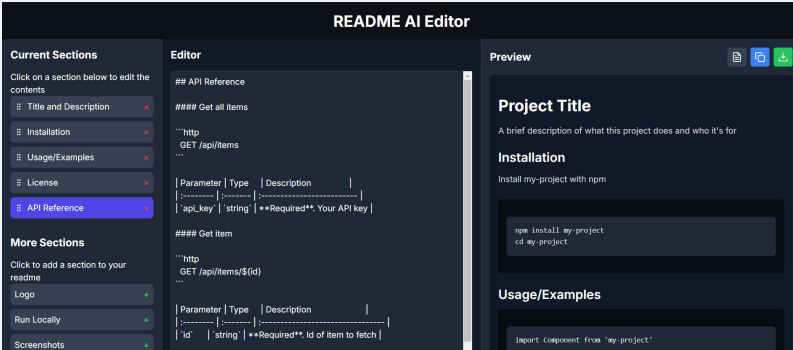 README AI Editor
Current Sections
Click on a section below to edit the
contents
Title and Description ×
Installation ×
Usage/Examples ×
License ×
API Reference ×
More Sections
Click to add a section to your
readme
Logo +
Run Locally +
Screenshots +
Editor
## API Reference
#### Get all items
```http
GET /api/items
```
| Parameter | Type | Description |
| :-------- | :------- | :------------------------- |
| `api_key` | `string` | **Required**. Your API key |
#### Get item
```http
GET /api/items/${id}
```
| Parameter | Type | Description |
| :-------- | :------- | :-------------------------------- |
| `id` | `string` | **Required**. Id of item to fetch |
Preview
Project Title
A brief description of what this project does and who it's for
Installation
Install my-project with npm
npm install my-project
cd my-project
Usage/Examples
import Component from 'my-project'